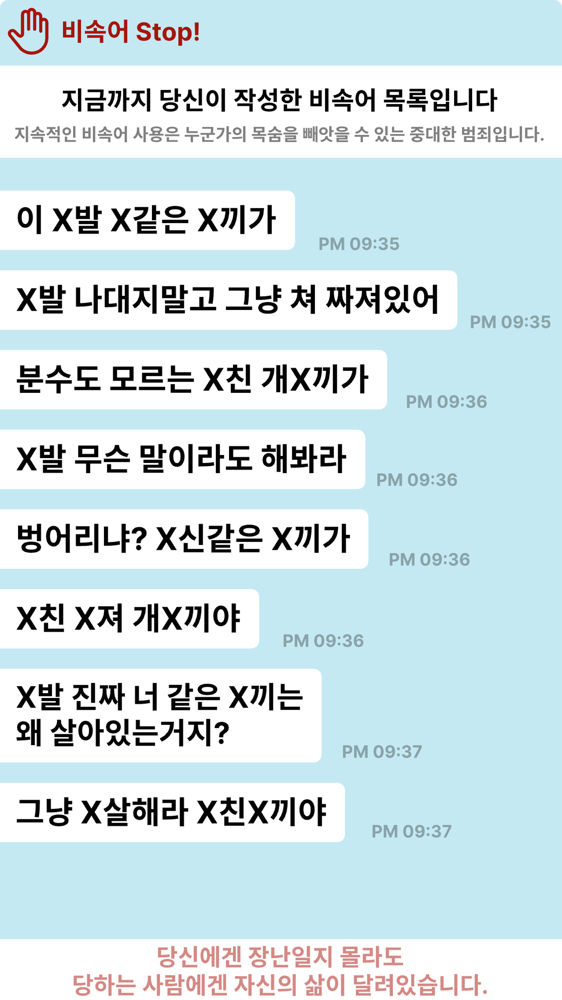 비속어 Stop!
지금까지 당신이 작성한 비속어 목록입니다
지속적인 비속어 사용은 누군가의 목숨을 빼앗을 수 있는 중대한 범죄입니다.
이 X발 X같은 X끼가
PM 09:35
X발 나대지말고 그냥 쳐 짜져있어
PM 09:35
분수도 모르는 X친 개X끼가
PM 09:36
X발 무슨 말이라도 해봐라
PM 09:36
벙어리냐? X신같은 X끼가
PM 09:36
X친 X져 개X끼야
PM 09:36
X발 진짜 너 같은 X끼는
왜 살아있는거지?
PM 09:37
그냥 X살해라 X친X끼야
PM 09:37
당신에겐 장난일지 몰라도
당하는 사람에겐 자신의 삶이 달려있습니다.